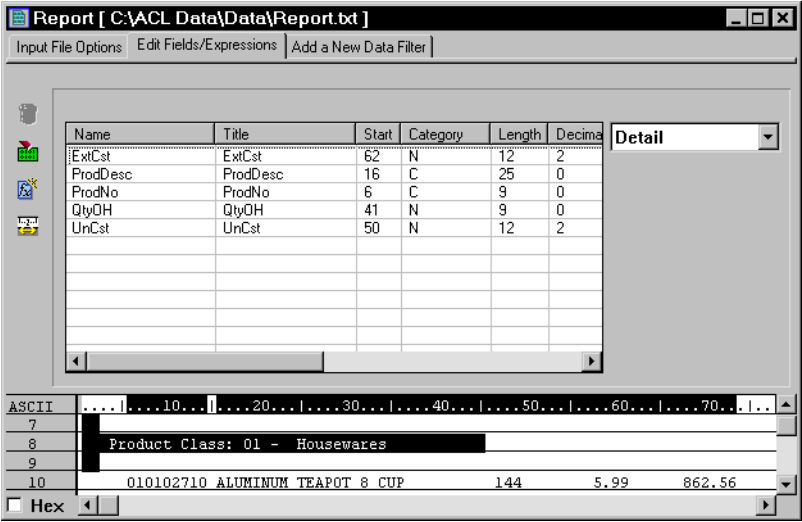 Report [ C:\ACL Data\Data\Report.txt ]
Input File Options Edit Fields/Expressions Add a New Data Filter
Name Title Start Category Length Decima
ExtCst ExtCst 62 N 12 2
ProdDesc ProdDesc 16 C 25 0
ProdNo ProdNo 6 C 9 0
QtyOH QtyOH 41 N 9 0
UnCst UnCst 50 N 12 2
Detail
ASCII ....|....10...|....20...|....30...|....40...|....50...|....60...|....70...|..
7
8 Product Class: 01 - Housewares
9
10 010102710 ALUMINUM TEAPOT 8 CUP 144 5.99 862.56
Hex